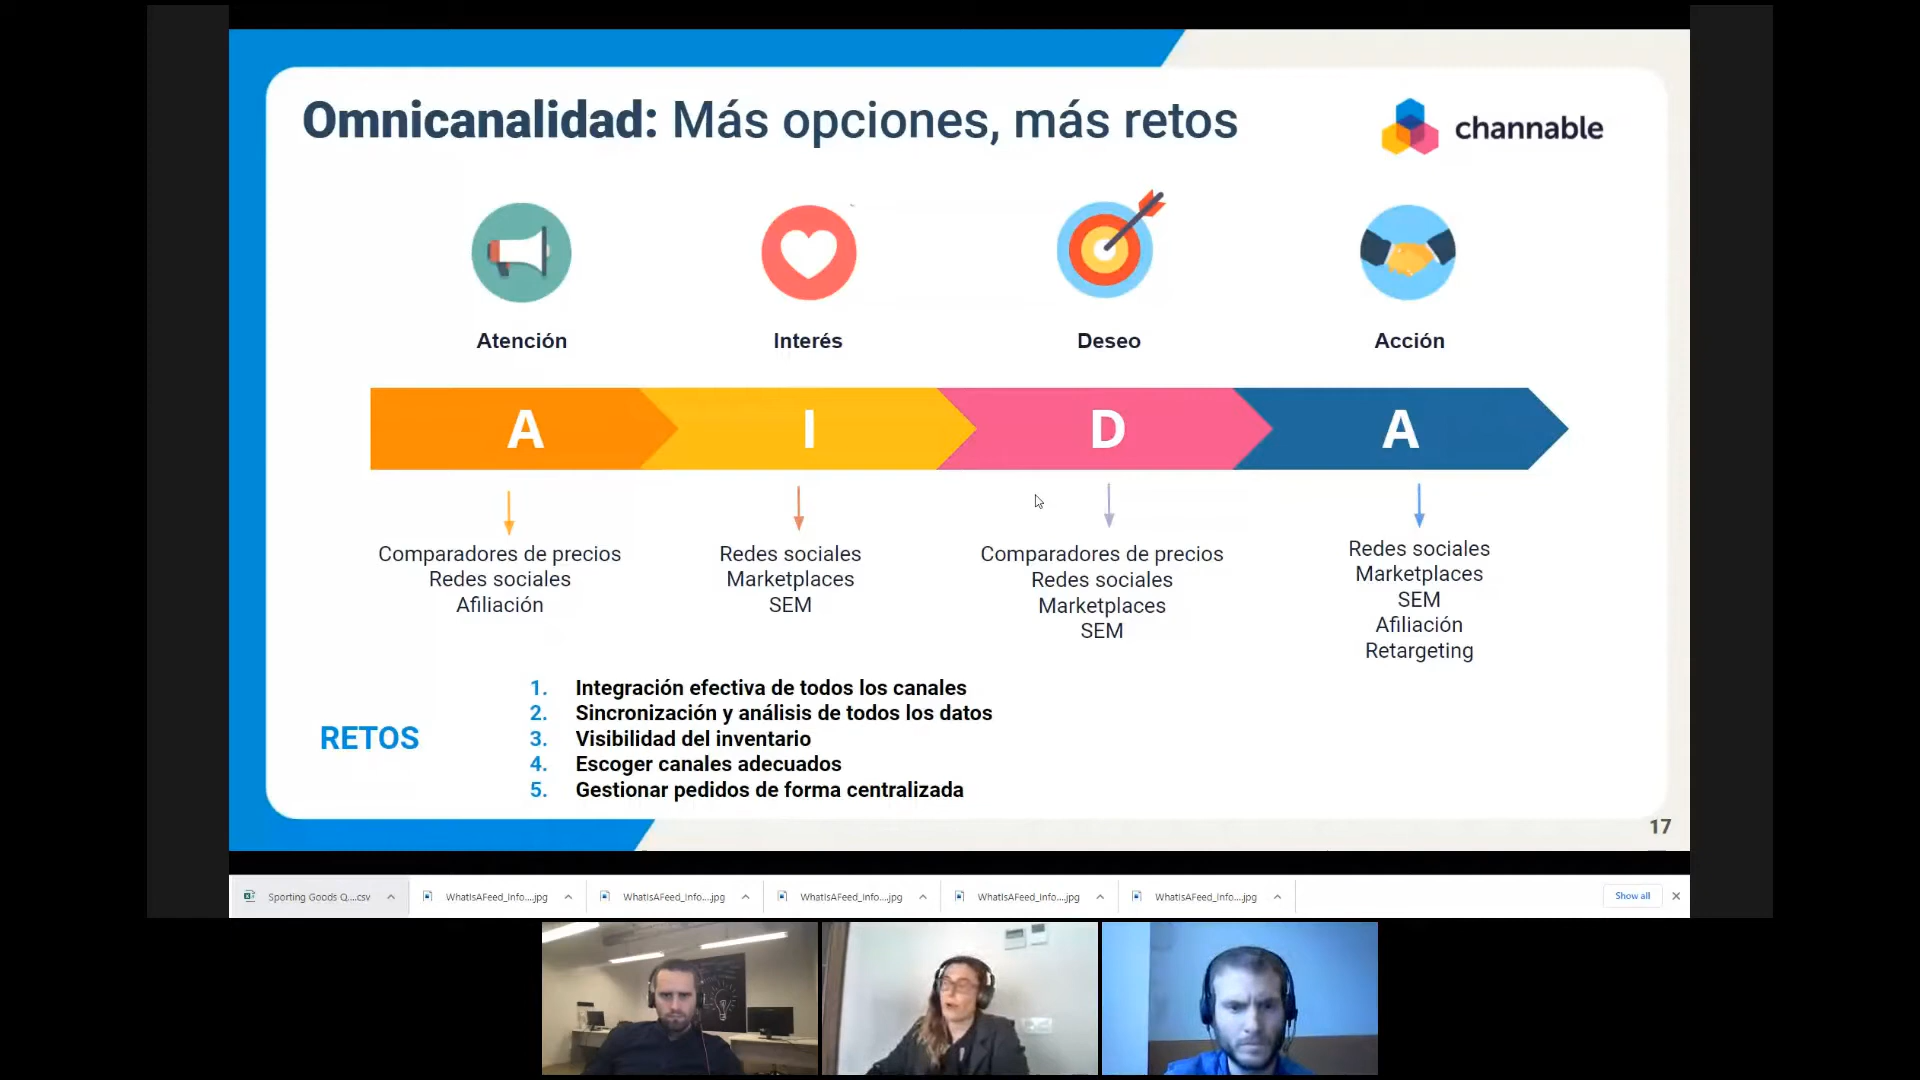 Omnicanalidad: Más opciones, más retos
channable
Atención
Interés
Deseo
Acción
A
I
D
A
Comparadores de precios
Redes sociales
Afiliación
Redes sociales
Marketplaces
SEM
Comparadores de precios
Redes sociales
Marketplaces
SEM
Redes sociales
Marketplaces
SEM
Afiliación
Retargeting
RETOS
1. Integración efectiva de todos los canales
2. Sincronización y análisis de todos los datos
3. Visibilidad del inventario
4. Escoger canales adecuados
5. Gestionar pedidos de forma centralizada
17
Sporting Goods Q....csv
WhatIsAFeed_Info....jpg
WhatIsAFeed_Info....jpg
WhatIsAFeed_Info....jpg
WhatIsAFeed_Info....jpg
WhatIsAFeed_Info....jpg
Show all